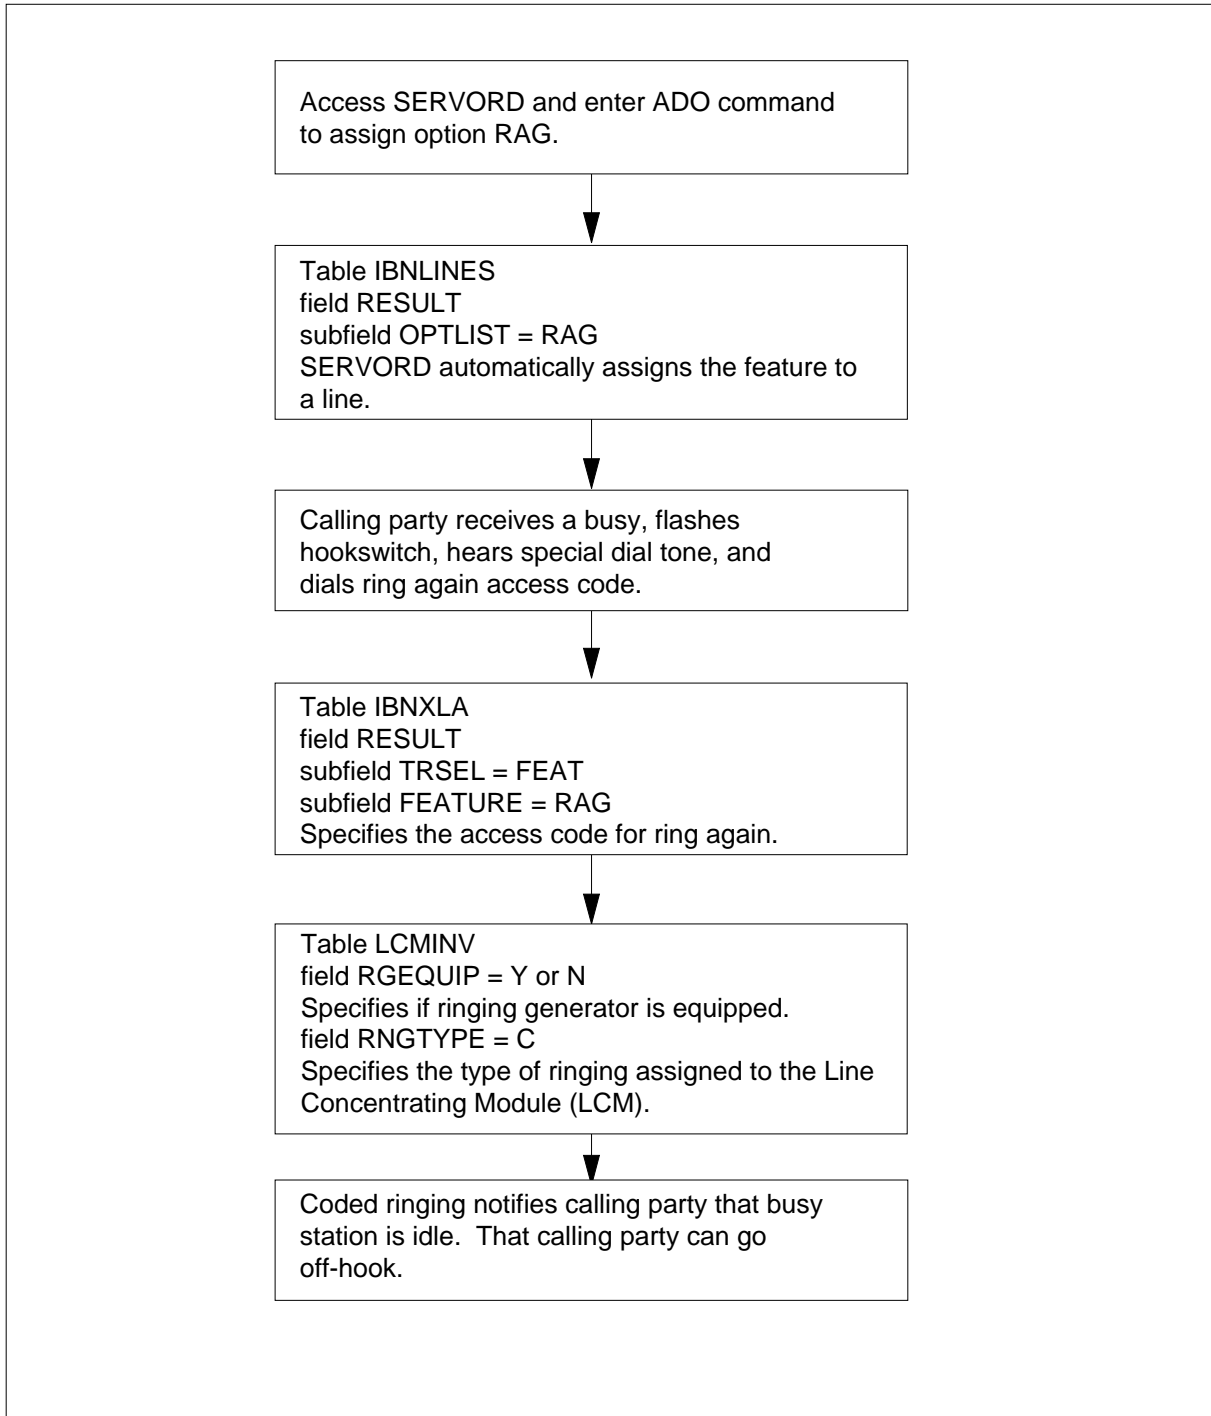 Access SERVORD and enter ADO command
to assign option RAG.
Table IBNLINES
field RESULT
subfield OPTLIST = RAG
SERVORD automatically assigns the feature to
a line.
Calling party receives a busy, flashes
hookswitch, hears special dial tone, and
dials ring again access code.
Table IBNXLA
field RESULT
subfield TRSEL = FEAT
subfield FEATURE = RAG
Specifies the access code for ring again.
Table LCMINV
field RGEQUIP = Y or N
Specifies if ringing generator is equipped.
field RNGTYPE = C
Specifies the type of ringing assigned to the Line
Concentrating Module (LCM).
Coded ringing notifies calling party that busy
station is idle.  That calling party can go
off-hook.